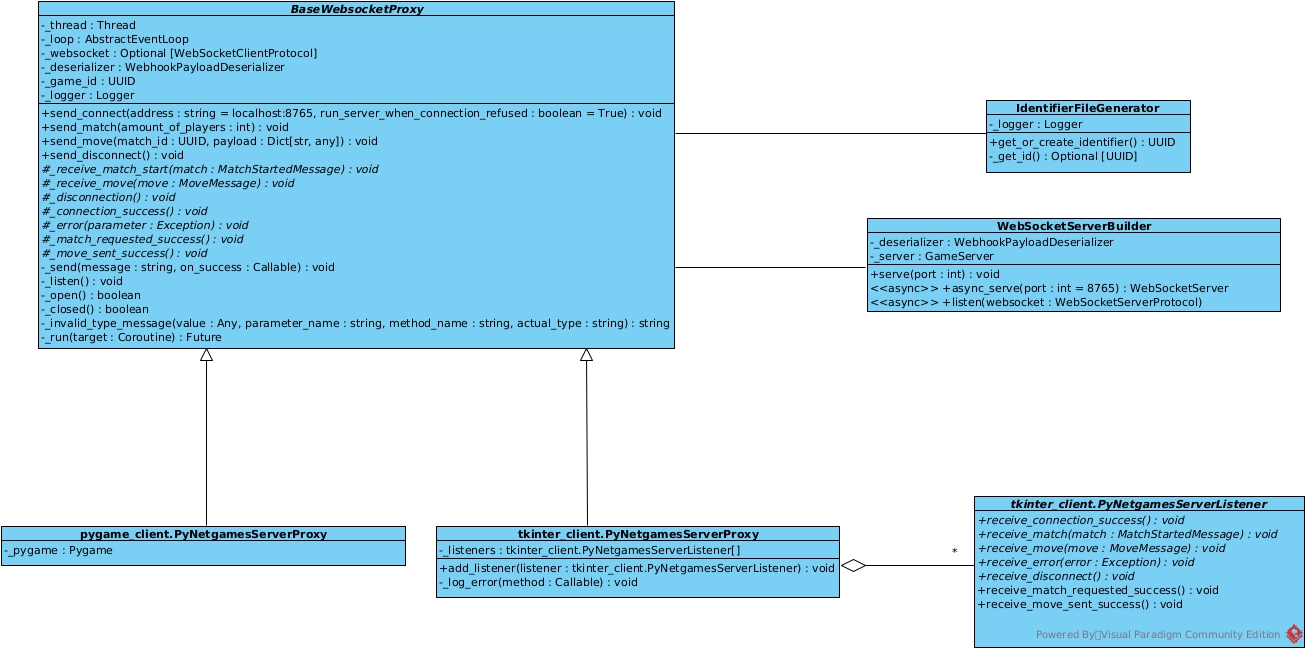 BaseWebsocketProxy
-_thread : Thread
-_loop : AbstractEventLoop
-_websocket : Optional [WebSocketClientProtocol]
-_deserializer : WebhookPayloadDeserializer
-_game_id : UUID
-_logger : Logger
+send_connect(address : string = localhost:8765, run_server_when_connection_refused : boolean = True) : void
+send_match(amount_of_players : int) : void
+send_move(match_id : UUID, payload : Dict[str, any]) : void
+send_disconnect() : void
#_receive_match_start(match : MatchStartedMessage) : void
#_receive_move(move : MoveMessage) : void
#_disconnection() : void
#_connection_success() : void
#_error(parameter : Exception) : void
#_match_requested_success() : void
#_move_sent_success() : void
-_send(message : string, on_success : Callable) : void
-_listen() : void
-_open() : boolean
-_closed() : boolean
-_invalid_type_message(value : Any, parameter_name : string, method_name : string, actual_type : string) : string
-_run(target : Coroutine) : Future
IdentifierFileGenerator
-_logger : Logger
+get_or_create_identifier() : UUID
-_get_id() : Optional [UUID]
WebSocketServerBuilder
-_deserializer : WebhookPayloadDeserializer
-_server : GameServer
+serve(port : int) : void
<<async>> +async_serve(port : int = 8765) : WebSocketServer
<<async>> +listen(websocket : WebSocketServerProtocol)
pygame_client.PyNetgamesServerProxy
-_pygame : Pygame
tkinter_client.PyNetgamesServerProxy
-_listeners : tkinter_client.PyNetgamesServerListener[]
+add_listener(listener : tkinter_client.PyNetgamesServerListener) : void
-_log_error(method : Callable) : void
*
tkinter_client.PyNetgamesServerListener
+receive_connection_success() : void
+receive_match(match : MatchStartedMessage) : void
+receive_move(move : MoveMessage) : void
+receive_error(error : Exception) : void
+receive_disconnect() : void
+receive_match_requested_success() : void
+receive_move_sent_success() : void
Powered By Visual Paradigm Community Edition